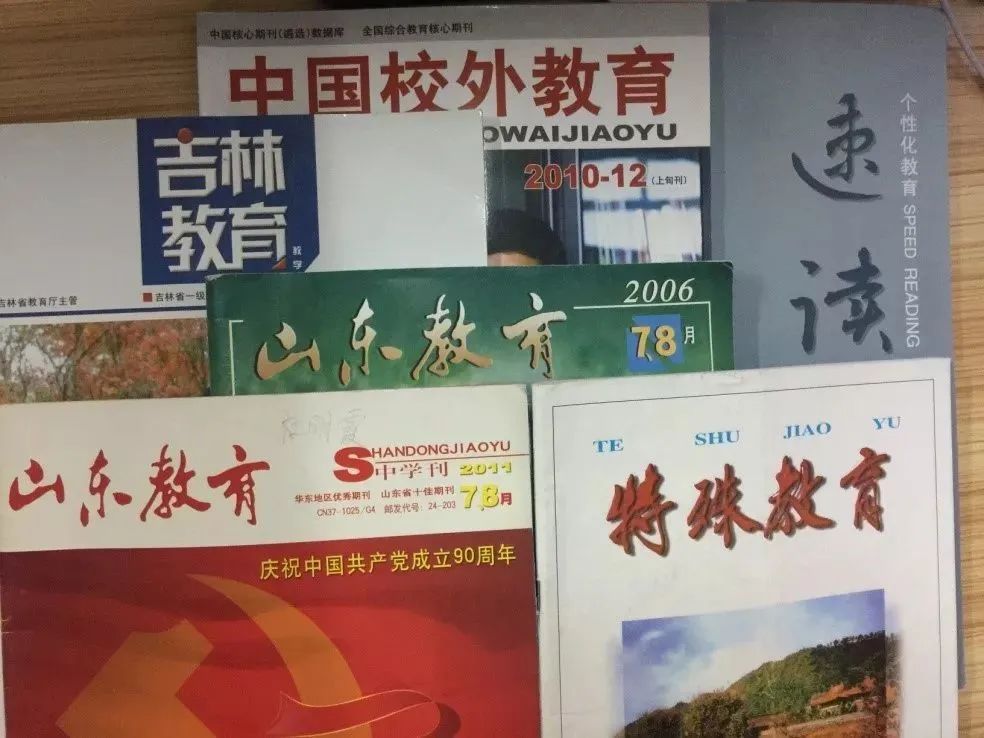 中国核心期刊(遴选)数据库 全国综合教育核心期刊
中国校外教育
OWAIJIAOYU
2010-12(上旬刊)
速读
个性化教育 SPEED READING
吉林
教育
教学
吉林省教育厅主管
■吉林省一级
2006
山东教育
7、8月
山东教育
SHANDONGJIAOYU
中学刊 2011
华东地区优秀期刊 山东省十佳期刊
7、8月
CN37-1025/G4 邮发代号:24-203
庆祝中国共产党成立90周年
TE SHU JIAO YU
特殊教育